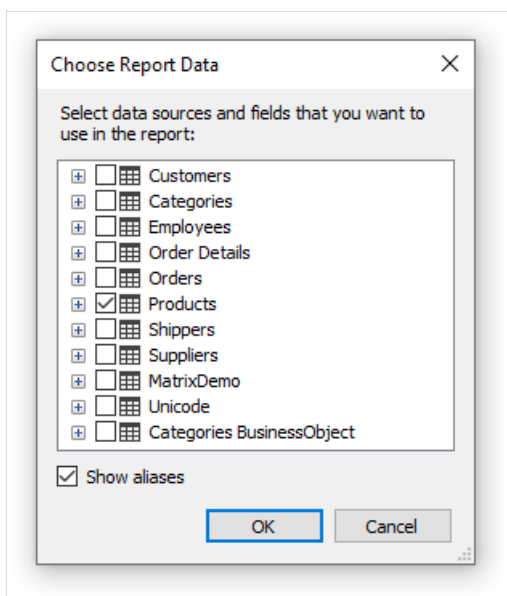 Choose Report Data
Select data sources and fields that you want to
use in the report:
Customers
Categories
Employees
Order Details
Orders
Products
Shippers
Suppliers
MatrixDemo
Unicode
Categories BusinessObject
Show aliases
OK Cancel